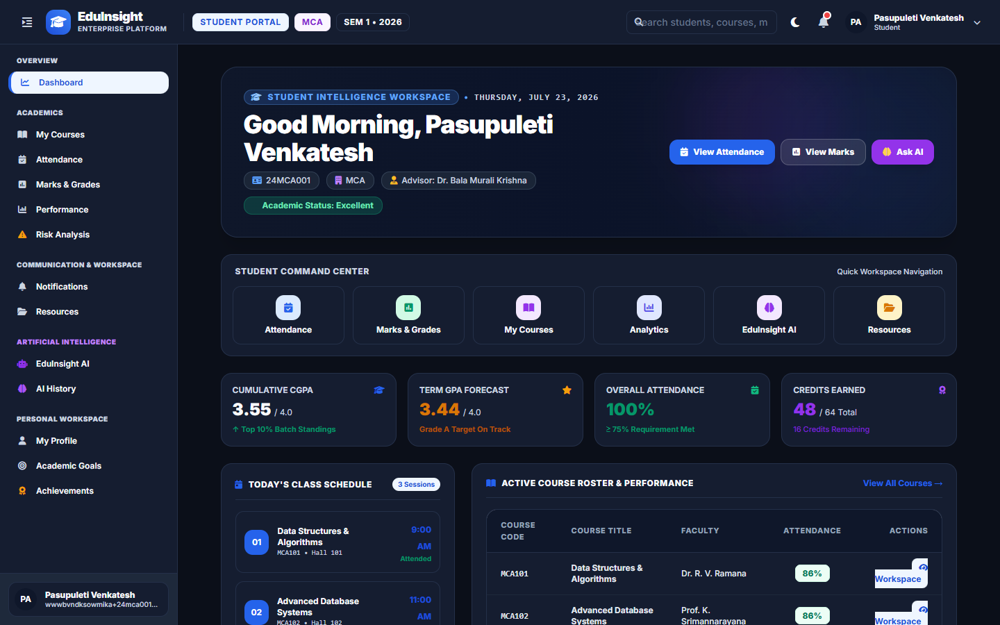 EduInsight
ENTERPRISE PLATFORM
STUDENT PORTAL
MCA
SEM 1 • 2026
Search students, courses, m
PA
Pasupuleti Venkatesh
Student
OVERVIEW
Dashboard
ACADEMICS
My Courses
Attendance
Marks & Grades
Performance
Risk Analysis
COMMUNICATION & WORKSPACE
Notifications
Resources
ARTIFICIAL INTELLIGENCE
EduInsight AI
AI History
PERSONAL WORKSPACE
My Profile
Academic Goals
Achievements
PA
Pasupuleti Venkatesh
wwwbvndksowmika+24mca001...
STUDENT INTELLIGENCE WORKSPACE
• THURSDAY, JULY 23, 2026
Good Morning, Pasupuleti
Venkatesh
24MCA001
MCA
Advisor: Dr. Bala Murali Krishna
Academic Status: Excellent
View Attendance
View Marks
Ask AI
STUDENT COMMAND CENTER
Quick Workspace Navigation
Attendance
Marks & Grades
My Courses
Analytics
EduInsight AI
Resources
CUMULATIVE CGPA
3.55 / 4.0
↑ Top 10% Batch Standings
TERM GPA FORECAST
3.44 / 4.0
Grade A Target On Track
OVERALL ATTENDANCE
100%
≥ 75% Requirement Met
CREDITS EARNED
48 / 64 Total
16 Credits Remaining
TODAY'S CLASS SCHEDULE
3 Sessions
01
Data Structures &
Algorithms
MCA101 • Hall 101
9:00
AM
Attended
02
Advanced Database
Systems
MCA102 • Hall 102
11:00
AM
ACTIVE COURSE ROSTER & PERFORMANCE
View All Courses →
COURSE
CODE
COURSE TITLE
FACULTY
ATTENDANCE
ACTIONS
MCA101
Data Structures &
Algorithms
Dr. R. V. Ramana
86%
Workspace
MCA102
Advanced Database
Systems
Prof. K.
Srimannarayana
86%
Workspace